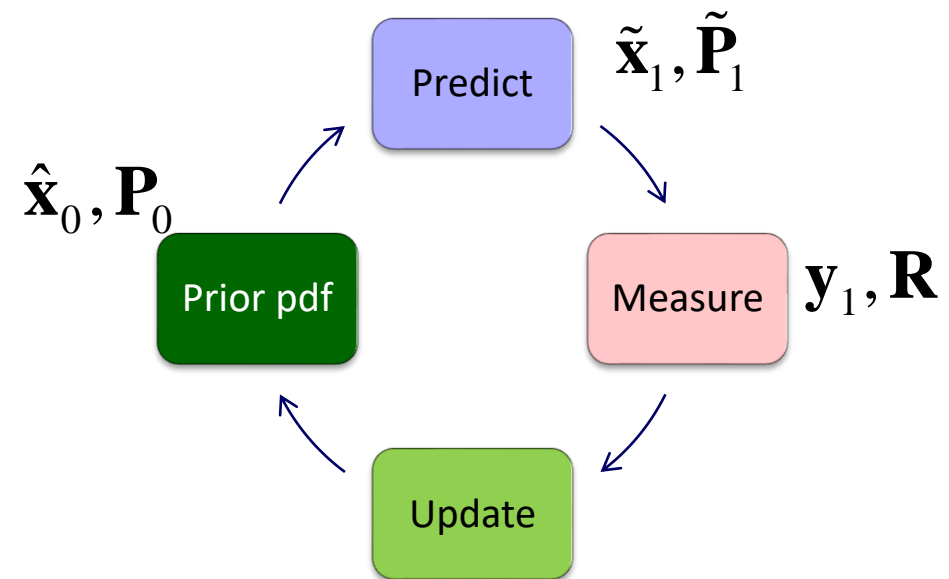 Predict
x̃₁, P̃₁
x̂₀, P₀
Prior pdf
Measure
y₁, R
Update